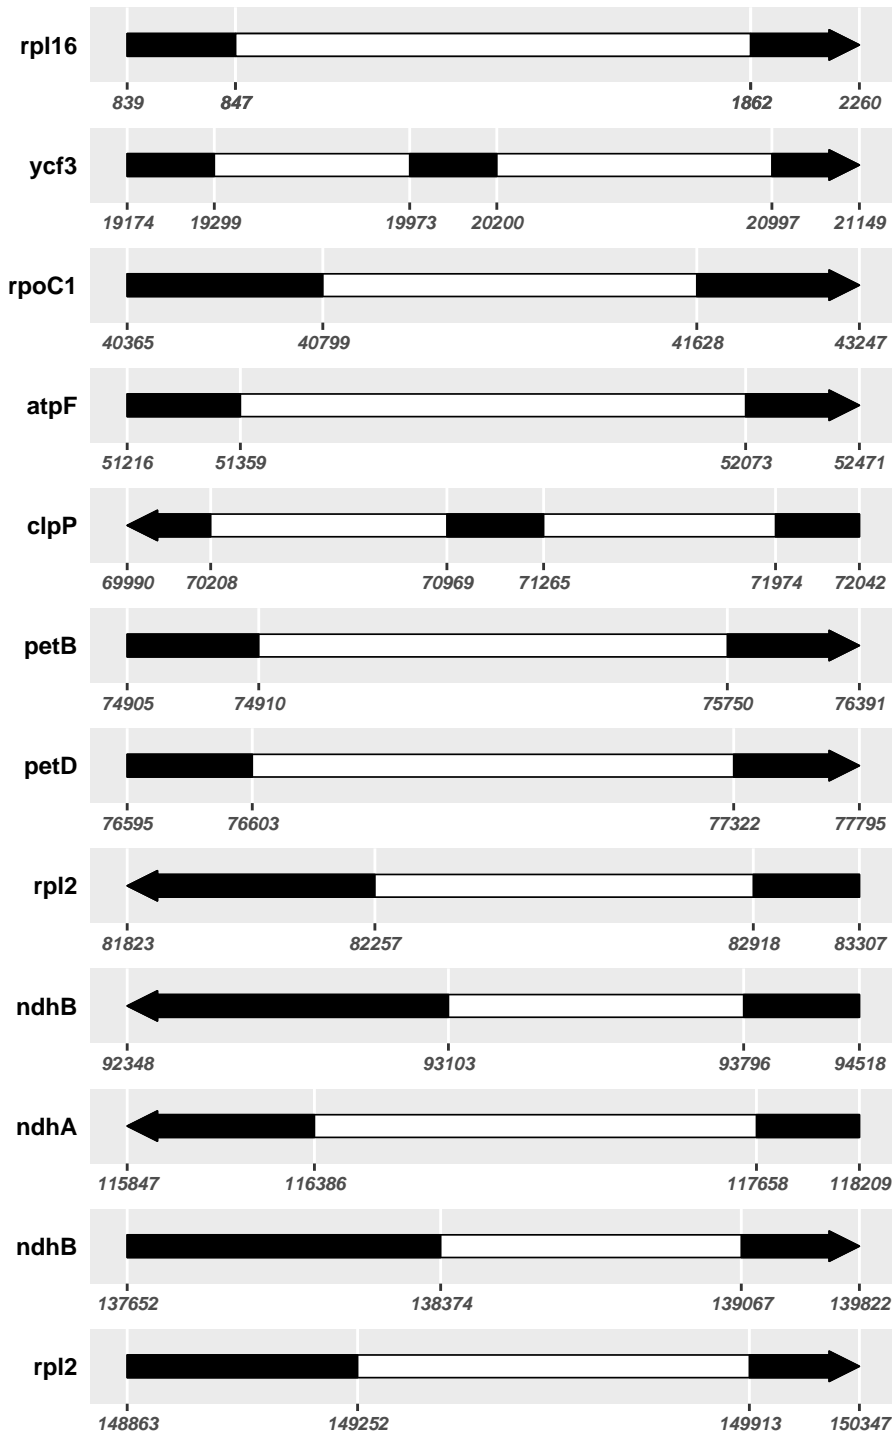 rpl16
839 847 1862 2260
ycf3
19174 19299 19973 20200 20997 21149
rpoC1
40365 40799 41628 43247
atpF
51216 51359 52073 52471
clpP
69990 70208 70969 71265 71974 72042
petB
74905 74910 75750 76391
petD
76595 76603 77322 77795
rpl2
81823 82257 82918 83307
ndhB
92348 93103 93796 94518
ndhA
115847 116386 117658 118209
ndhB
137652 138374 139067 139822
rpl2
148863 149252 149913 150347